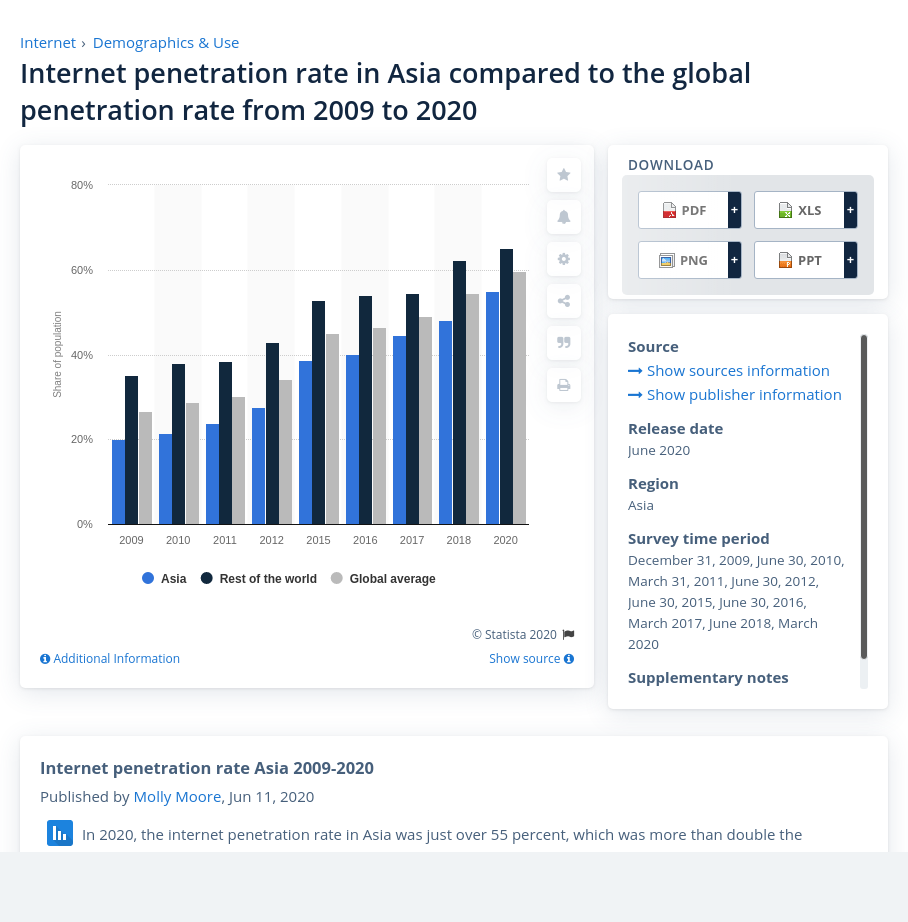 Internet › Demographics & Use
Internet penetration rate in Asia compared to the global
penetration rate from 2009 to 2020
80%
60%
40%
20%
0%
Share of population
2009 2010 2011 2012 2015 2016 2017 2018 2020
Asia Rest of the world Global average
© Statista 2020
Additional Information Show source
DOWNLOAD
PDF + XLS +
PNG + PPT +
Source
Show sources information
Show publisher information
Release date
June 2020
Region
Asia
Survey time period
December 31, 2009, June 30, 2010,
March 31, 2011, June 30, 2012,
June 30, 2015, June 30, 2016,
March 2017, June 2018, March
2020
Supplementary notes
Internet penetration rate Asia 2009-2020
Published by Molly Moore, Jun 11, 2020
In 2020, the internet penetration rate in Asia was just over 55 percent, which was more than double the